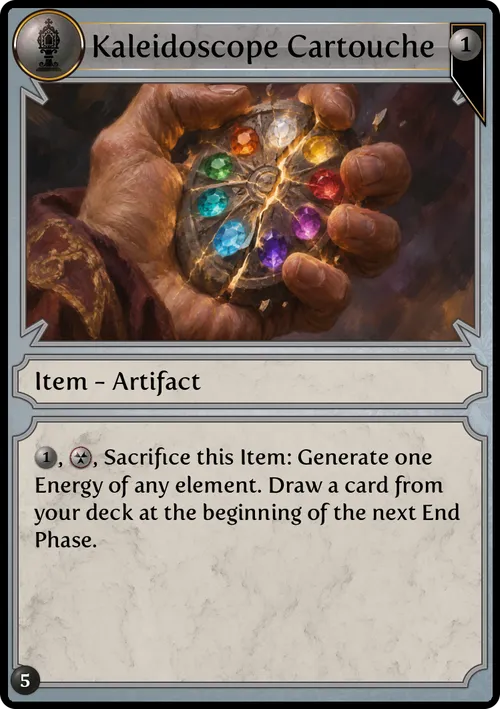 Kaleidoscope Cartouche 1
Item – Artifact
1, , Sacrifice this Item: Generate one
Energy of any element. Draw a card from
your deck at the beginning of the next End
Phase.
5